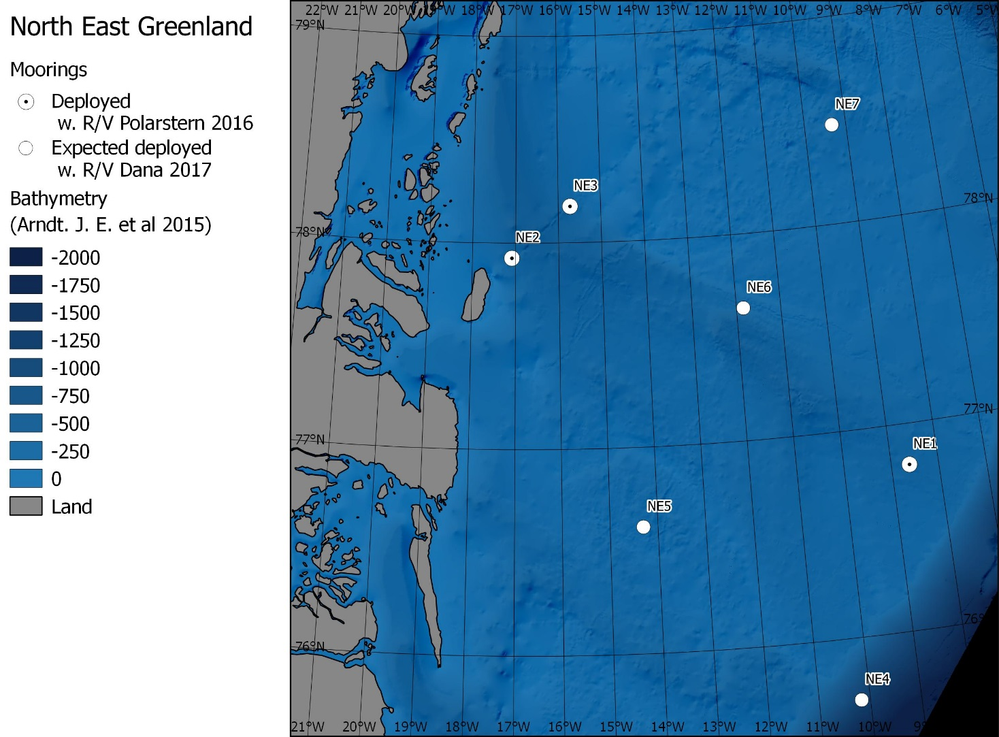 North East Greenland
Moorings
Deployed
w. R/V Polarstern 2016
Expected deployed
w. R/V Dana 2017
Bathymetry
(Arndt. J. E. et al 2015)
-2000
-1750
-1500
-1250
-1000
-750
-500
-250
0
Land
22°W 21°W 20°W 19°W 18°W 17°W 16°W 15°W 14°W 13°W 12°W 11°W 10°W 9°W 8°W 7°W 6°W 5°W
79°N
NE7
NE3
78°N
78°N
NE2
NE6
77°N
77°N
NE1
NE5
76°
76°N
NE4
21°W 20°W 19°W 18°W 17°W 16°W 15°W 14°W 13°W 12°W 11°W 10°W 9°